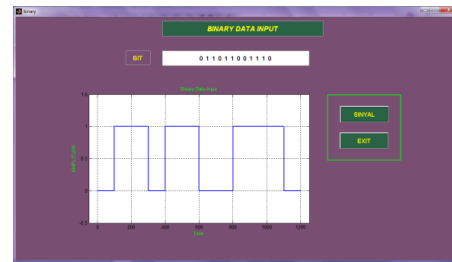 binary
BINARY DATA INPUT
BIT
0 1 1 0 1 1 0 0 1 1 1 0
Binary Data Input
SINYAL
EXIT
1.5
1
0.5
0
-0.5
0 200 400 600 800 1000 1200
Time